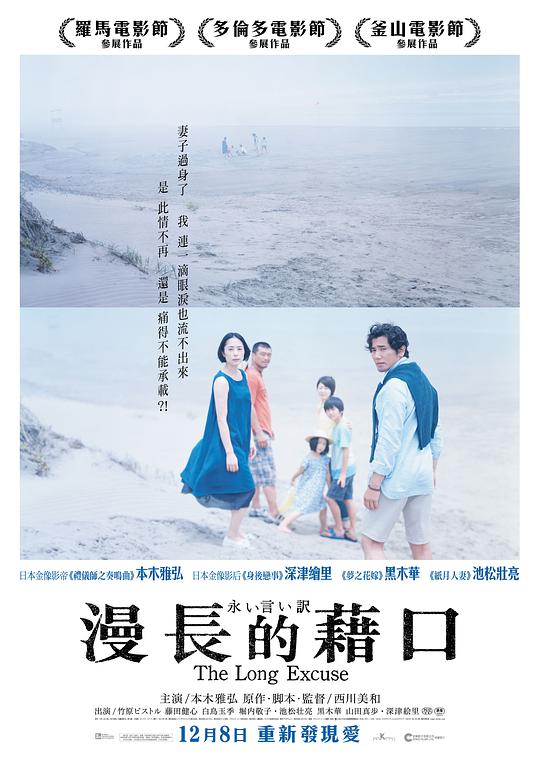 羅馬電影節
參展作品
多倫多電影節
參展作品
釜山電影節
參展作品
妻子過身了 我 連一滴眼淚也流不出來
是 此情不再 還是 痛得不能承載?!
日本金像影帝《禮儀師之奏鳴曲》本木雅弘 日本金像影后《身後戀事》深津繪里 《夢之花嫁》黑木華 《紙月人妻》池松壯亮
永い言い訳
漫長的藉口
The Long Excuse
主演/本木雅弘 原作・脚本・監督/西川美和
出演/竹原ピストル 藤田健心 白鳥玉季 堀内敬子・池松壮亮 黒木華 山田真歩・深津絵里
12月8日 重新發現愛